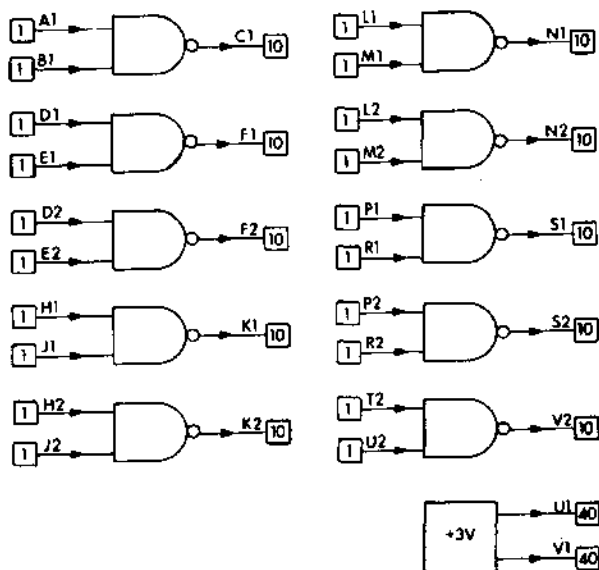 1 A1 C1 10
1 B1
1 D1 F1 10
1 E1
1 D2 F2 10
1 E2
1 H1 K1 10
1 J1
1 H2 K2 10
1 J2
1 L1 N1 10
1 M1
1 L2 N2 10
1 M2
1 P1 S1 10
1 R1
1 P2 S2 10
1 R2
1 T2 V2 10
1 U2
+3V U1 40
V1 40